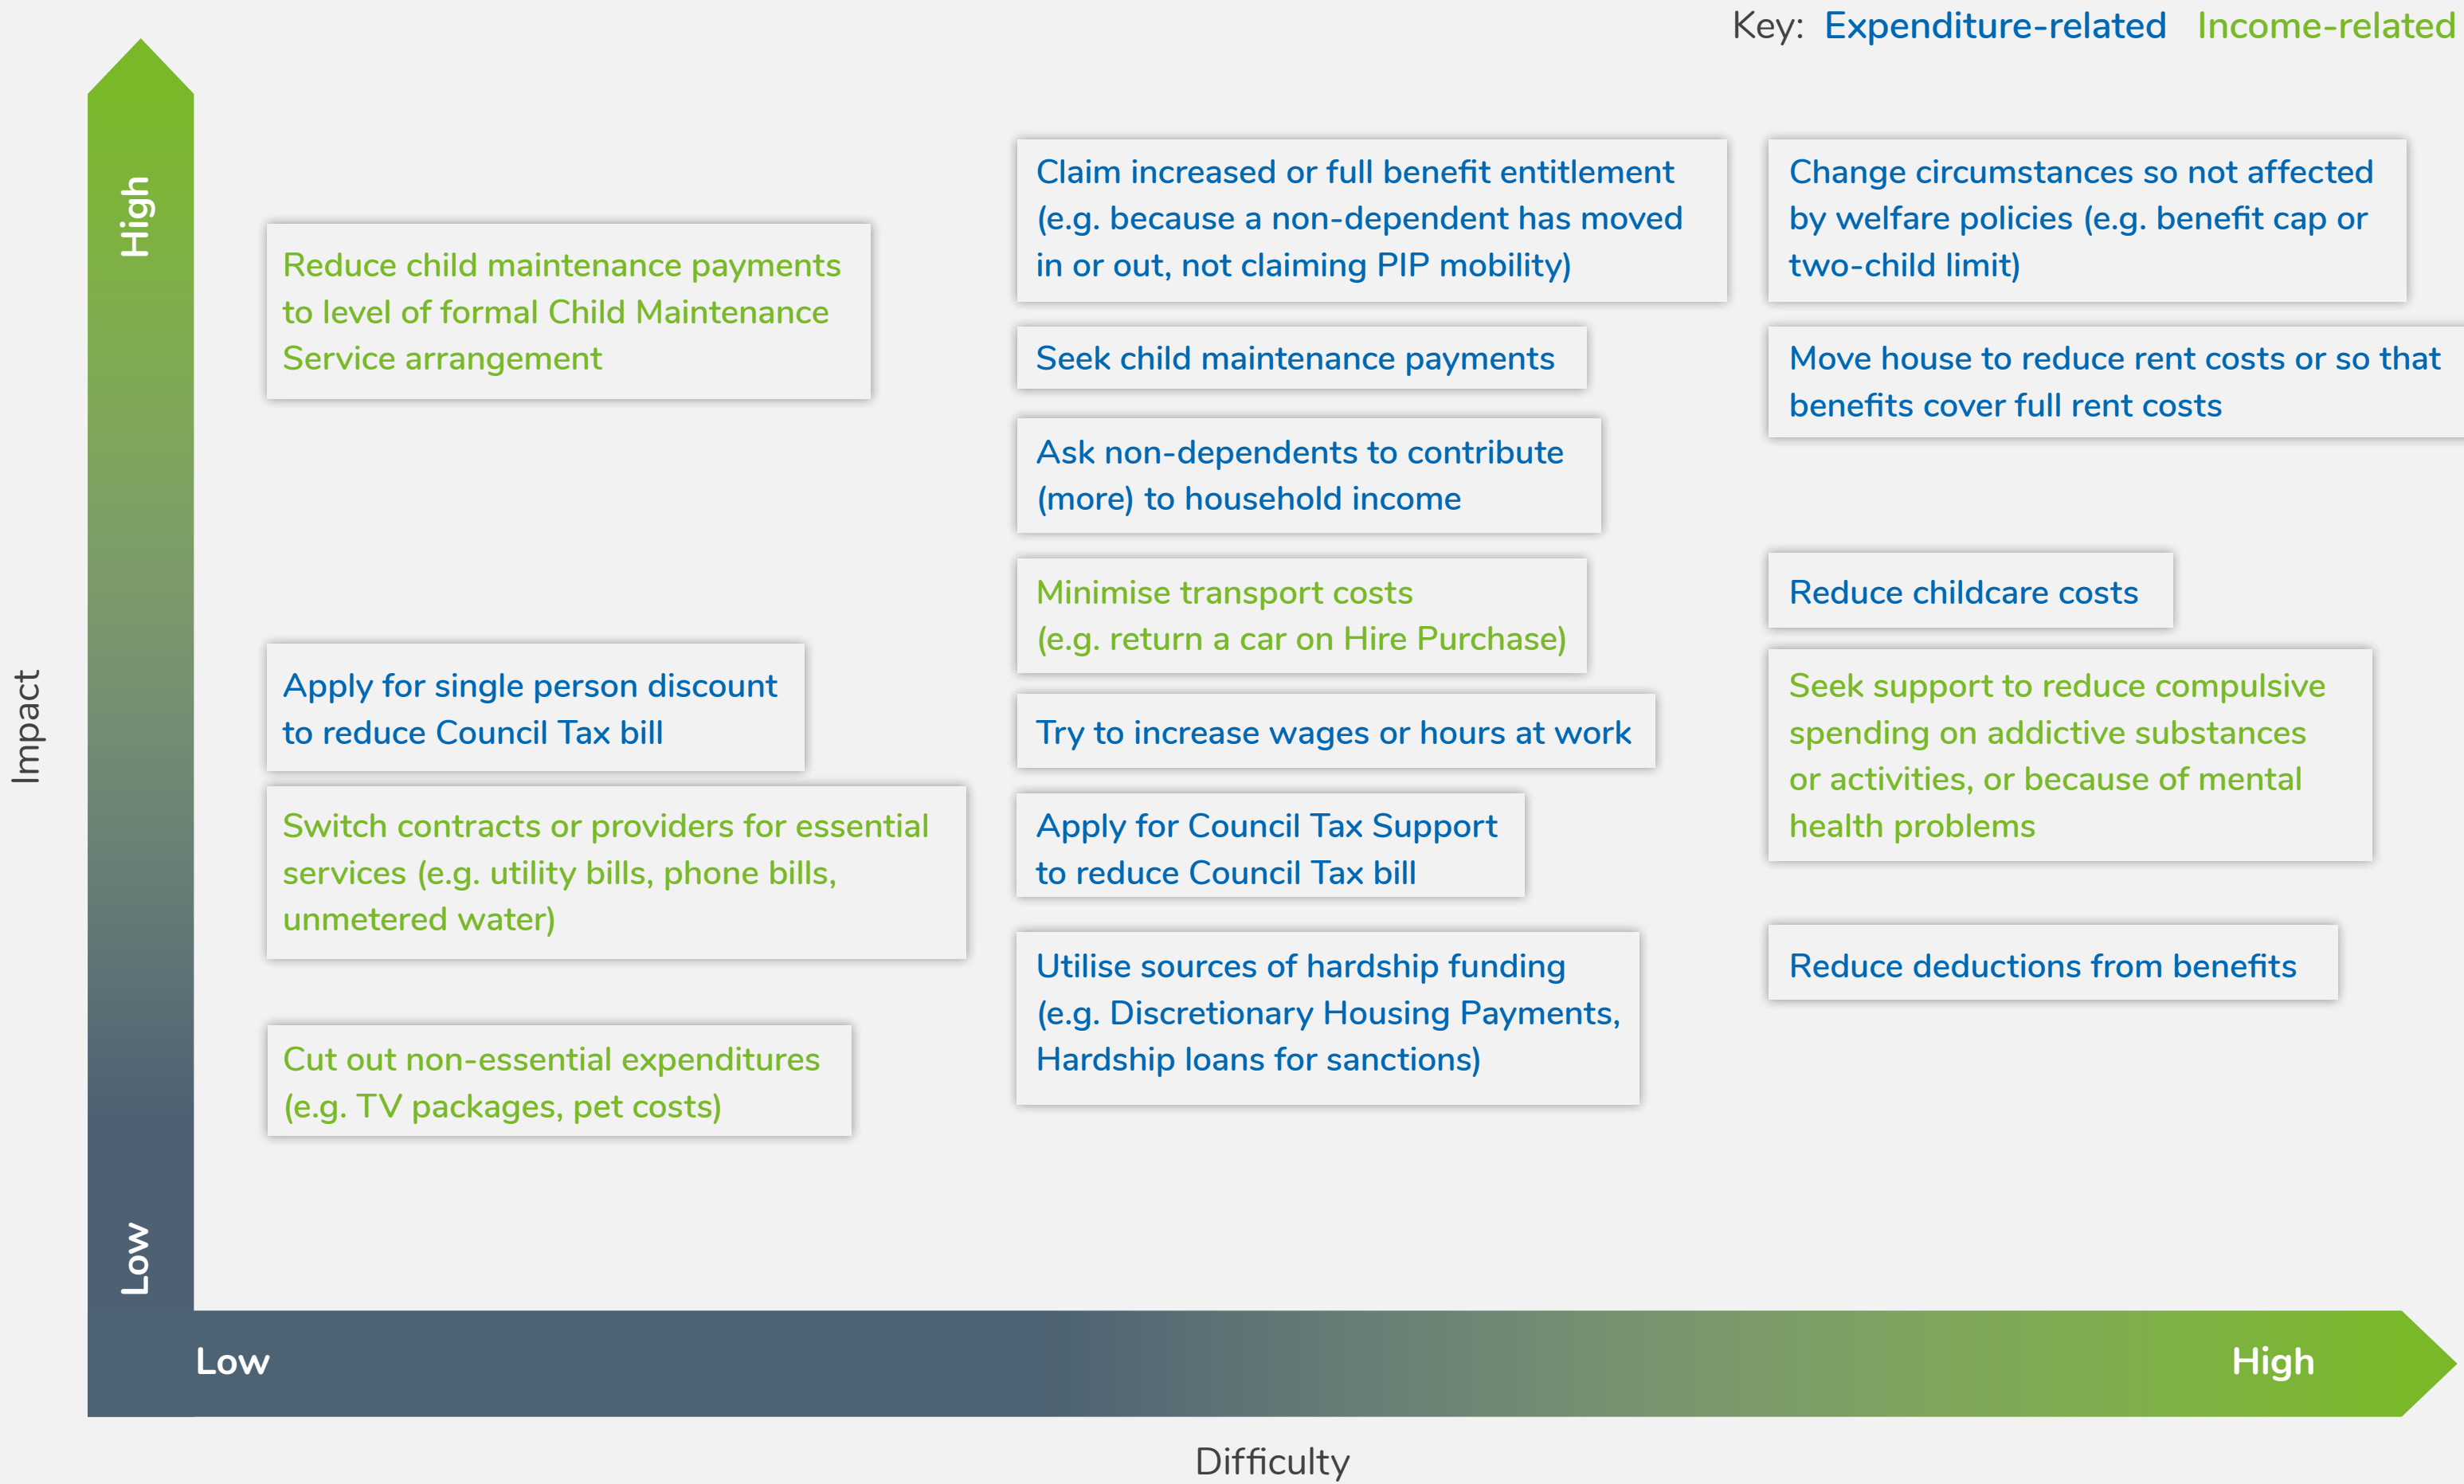 Key: Expenditure-related Income-related
High
Impact
Low
Reduce child maintenance payments
to level of formal Child Maintenance
Service arrangement
Apply for single person discount
to reduce Council Tax bill
Switch contracts or providers for essential
services (e.g. utility bills, phone bills,
unmetered water)
Cut out non-essential expenditures
(e.g. TV packages, pet costs)
Claim increased or full benefit entitlement
(e.g. because a non-dependent has moved
in or out, not claiming PIP mobility)
Seek child maintenance payments
Ask non-dependents to contribute
(more) to household income
Minimise transport costs
(e.g. return a car on Hire Purchase)
Try to increase wages or hours at work
Apply for Council Tax Support
to reduce Council Tax bill
Utilise sources of hardship funding
(e.g. Discretionary Housing Payments,
Hardship loans for sanctions)
Change circumstances so not affected
by welfare policies (e.g. benefit cap or
two-child limit)
Move house to reduce rent costs or so that
benefits cover full rent costs
Reduce childcare costs
Seek support to reduce compulsive
spending on addictive substances
or activities, or because of mental
health problems
Reduce deductions from benefits
Low
High
Difficulty